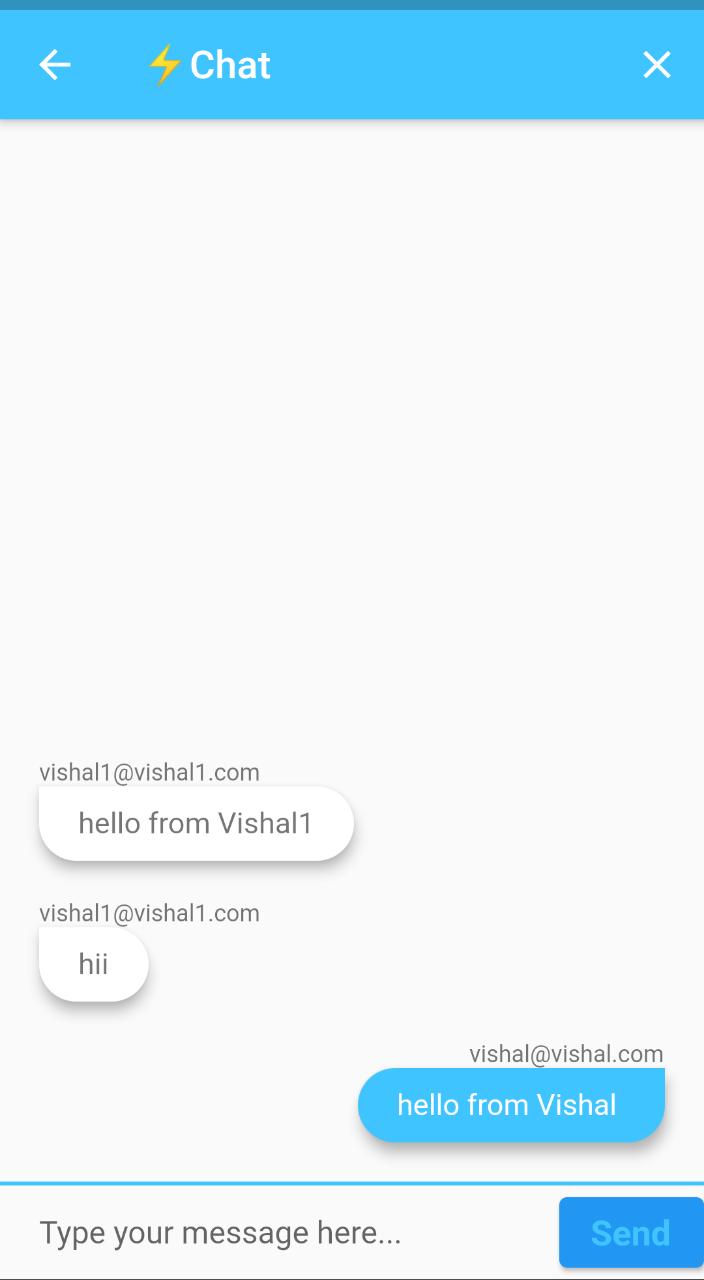 ⚡Chat
vishal1@vishal1.com
hello from Vishal1
vishal1@vishal1.com
hii
vishal@vishal.com
hello from Vishal
Type your message here...
Send